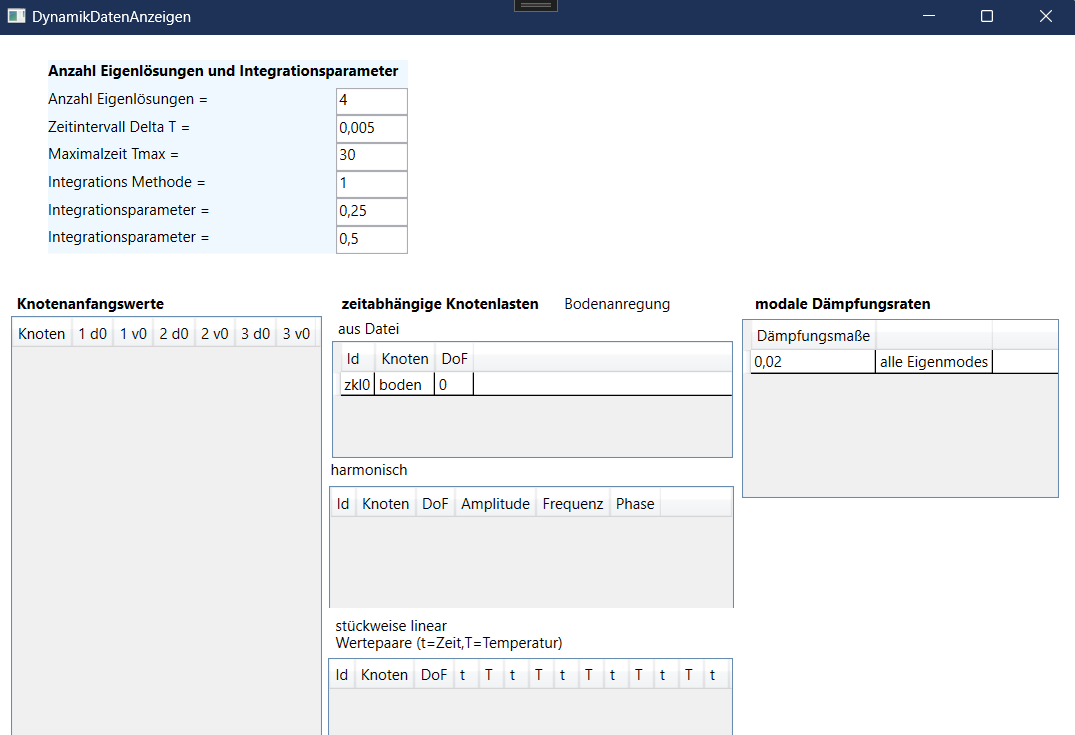 DynamikDatenAnzeigen
Anzahl Eigenlösungen und Integrationsparameter
Anzahl Eigenlösungen = 4
Zeitintervall Delta T = 0,005
Maximalzeit Tmax = 30
Integrations Methode = 1
Integrationsparameter = 0,25
Integrationsparameter = 0,5
Knotenanfangswerte
Knoten 1 d0 1 v0 2 d0 2 v0 3 d0 3 v0
zeitabhängige Knotenlasten Bodenanregung
aus Datei
Id Knoten DoF
zkl0 boden 0
harmonisch
Id Knoten DoF Amplitude Frequenz Phase
stückweise linear
Wertepaare (t=Zeit,T=Temperatur)
Id Knoten DoF t T t T t T t T t T t
modale Dämpfungsraten
Dämpfungsmaße
0,02 alle Eigenmodes